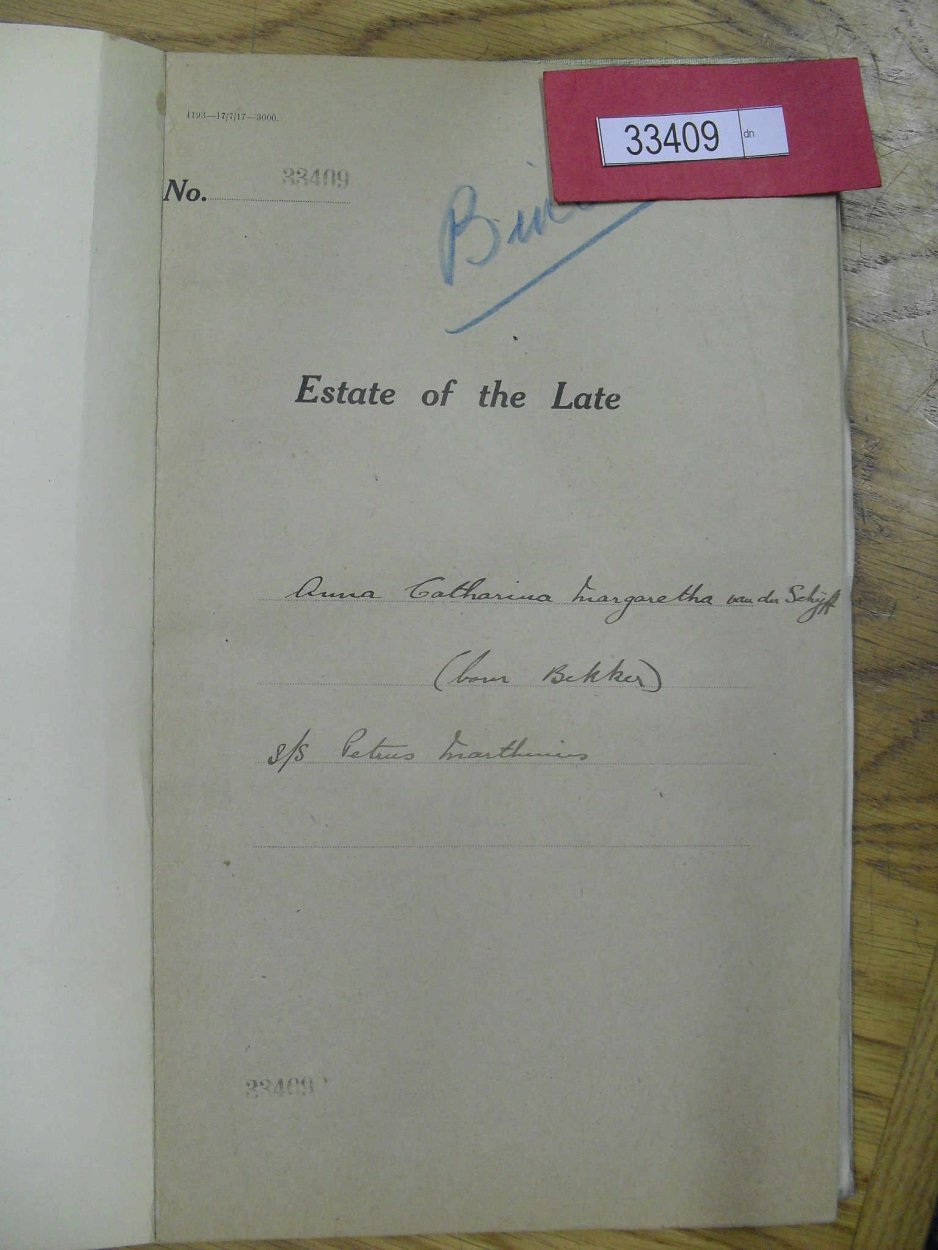 4193—17/7/17—3000.
33409 dn
No. 33409
Estate of the Late
Anna Catharina Margaretha van der Schyff
(born Bekker)
s/s Petrus Marthinus
33409